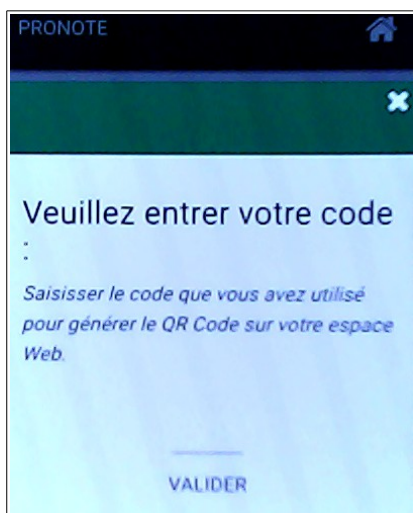 PRONOTE
Veuillez entrer votre code
:
Saisisser le code que vous avez utilisé
pour générer le QR Code sur votre espace
Web.
VALIDER